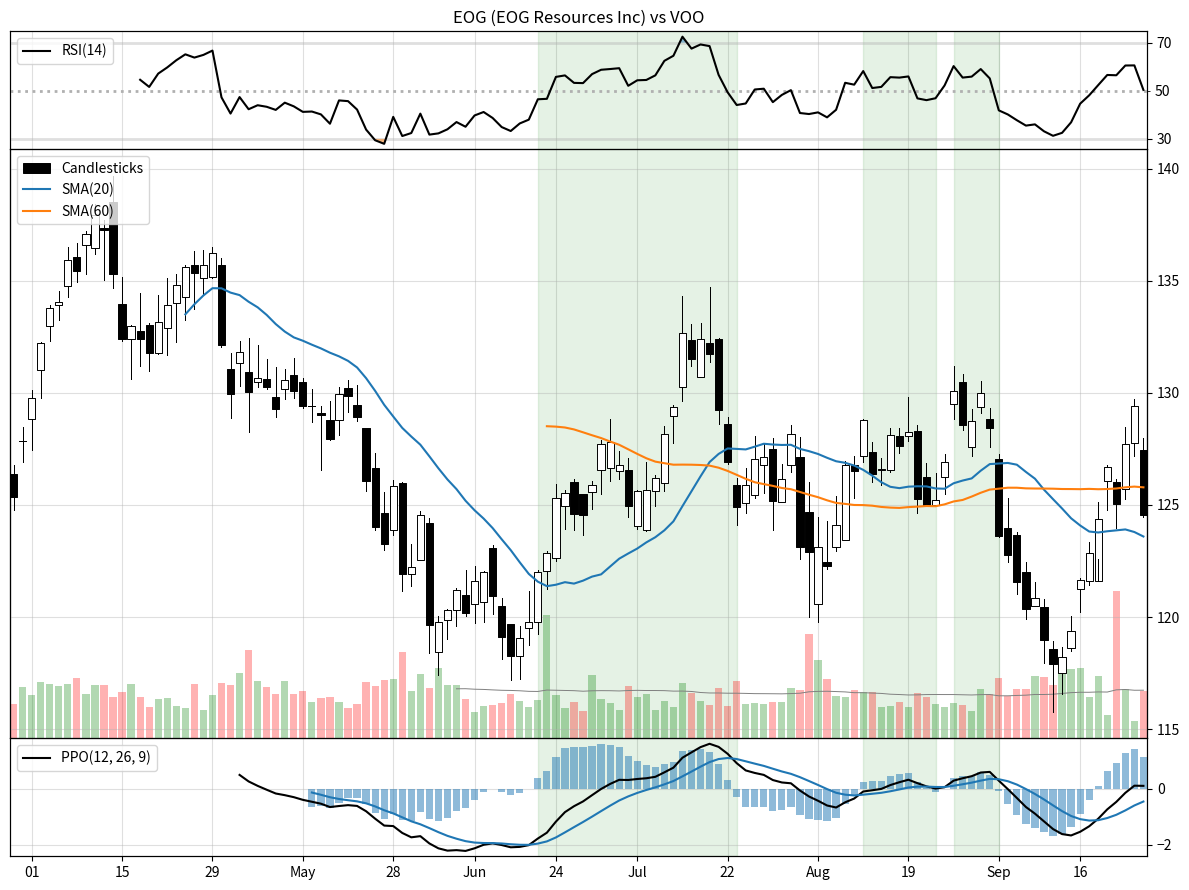 EOG (EOG Resources Inc) vs VOO
RSI(14)
70
50
30
Candlesticks
SMA(20)
SMA(60)
140
135
130
125
120
115
PPO(12, 26, 9)
0
−2
01 15 29 May 28 Jun 24 Jul 22 Aug 19 Sep 16